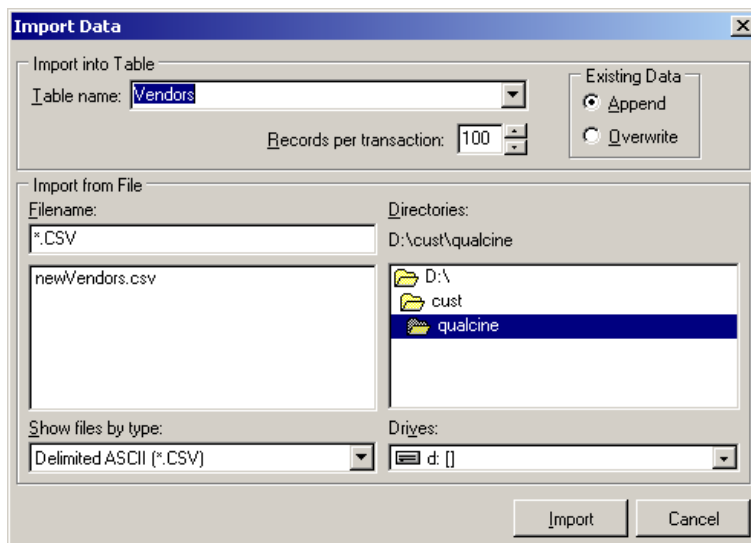 Import Data
Import into Table
Table name: Vendors
Records per transaction: 100
Existing Data
Append
Overwrite
Import from File
Filename:
*.CSV
newVendors.csv
Show files by type:
Delimited ASCII (*.CSV)
Directories:
D:\cust\qualcine
D:\
cust
qualcine
Drives:
d: []
Import
Cancel